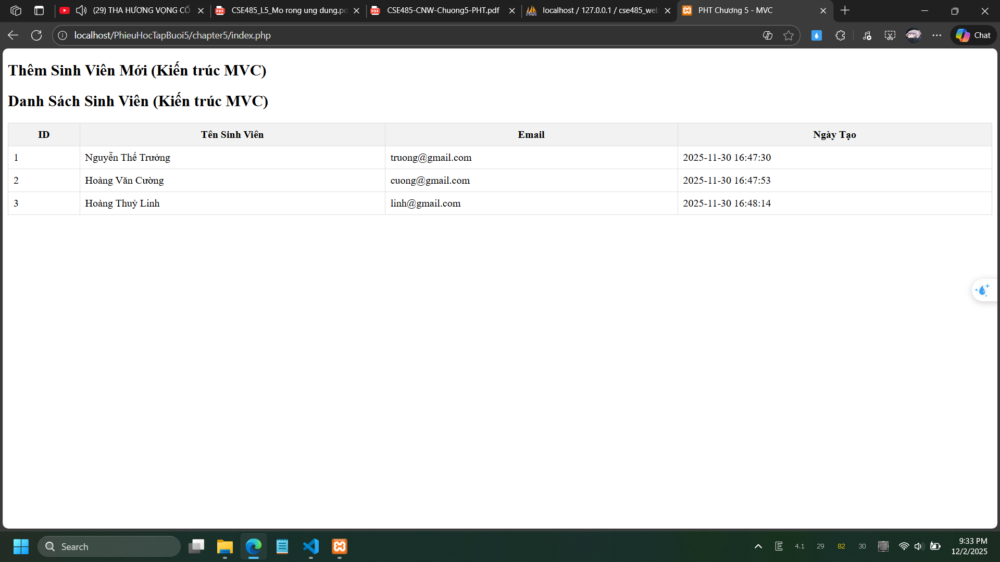 (29) THA HƯƠNG VỌNG CỐ
CSE485_L5_Mo rong ung dung.pd
CSE485-CNW-Chuong5-PHT.pdf
localhost / 127.0.0.1 / cse485_web
PHT Chương 5 - MVC
localhost/PhieuHocTapBuoi5/chapter5/index.php
Chat
Thêm Sinh Viên Mới (Kiến trúc MVC)
Danh Sách Sinh Viên (Kiến trúc MVC)
ID Tên Sinh Viên Email Ngày Tạo
1 Nguyễn Thế Trưởng truong@gmail.com 2025-11-30 16:47:30
2 Hoàng Văn Cường cuong@gmail.com 2025-11-30 16:47:53
3 Hoàng Thuỳ Linh linh@gmail.com 2025-11-30 16:48:14
Search
E 4.1 29 82 30
9:33 PM
12/2/2025